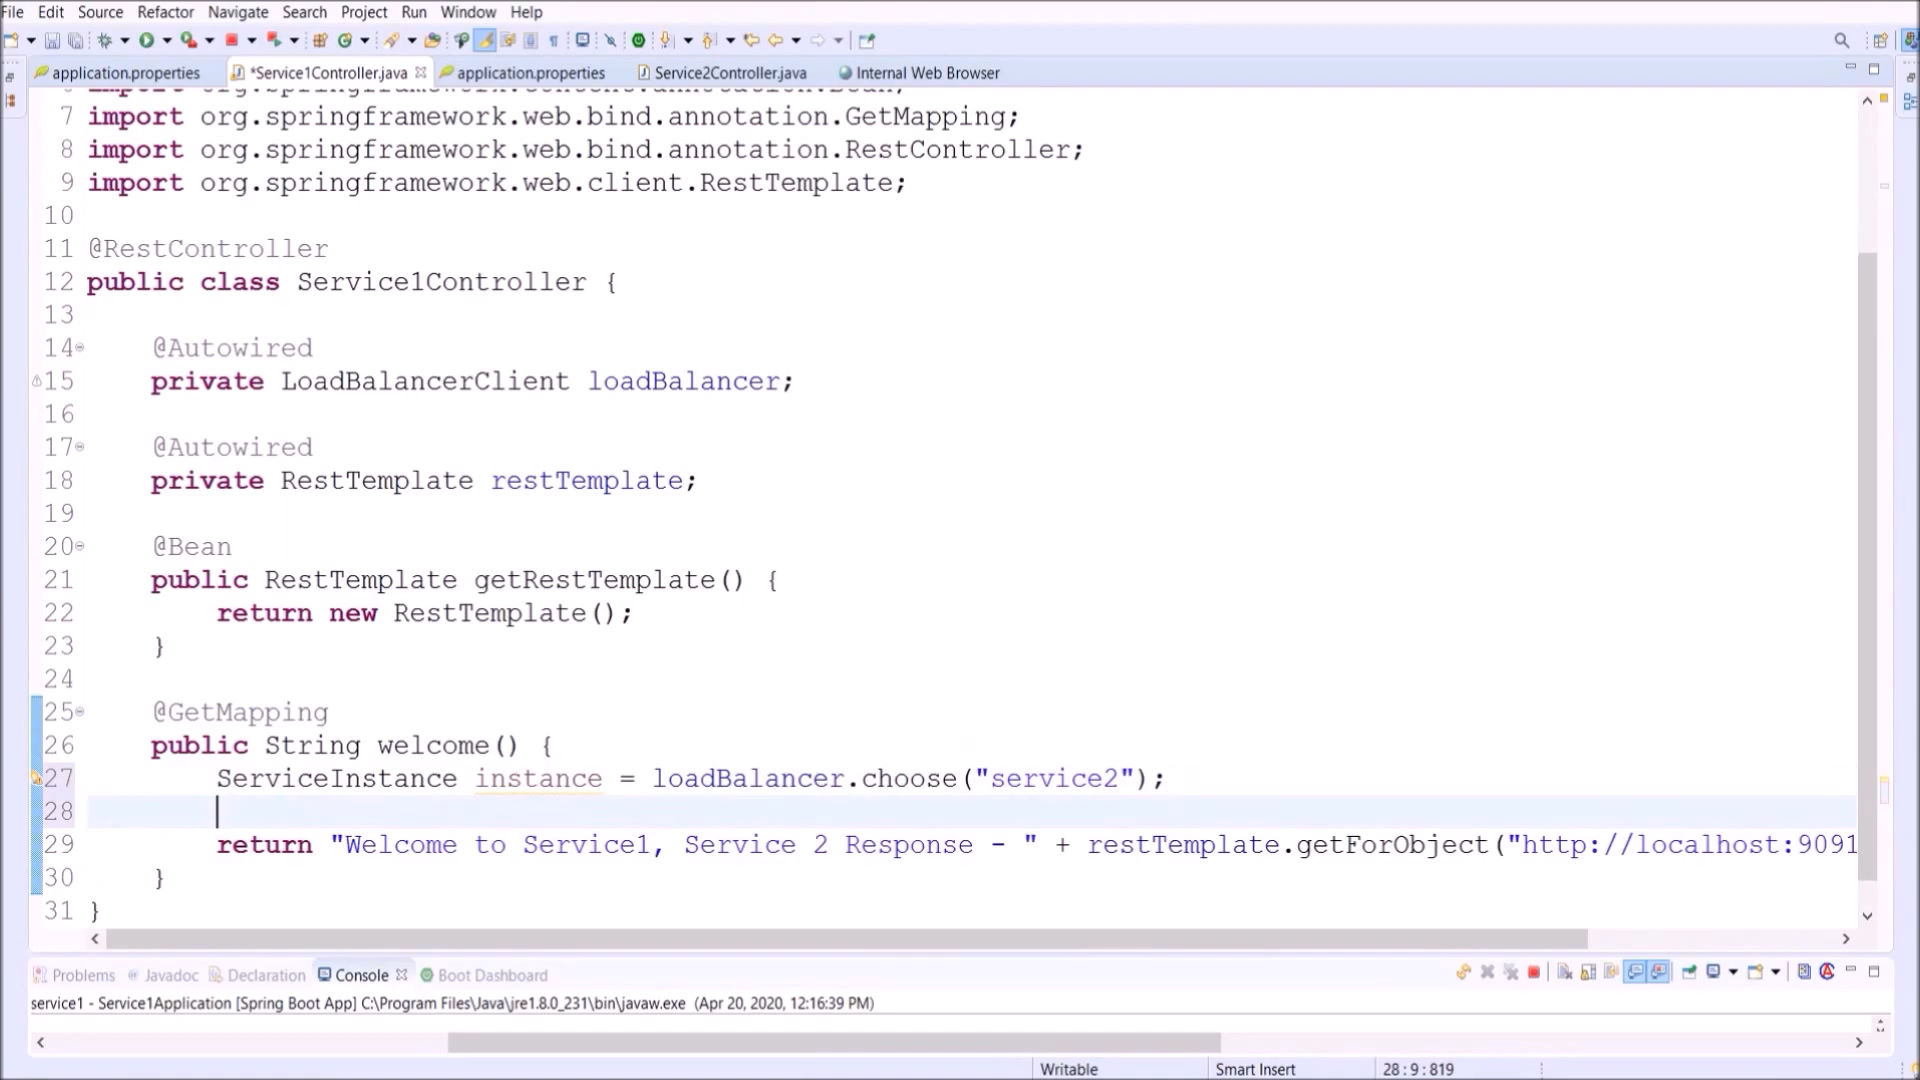 File Edit Source Refactor Navigate Search Project Run Window Help
application.properties *Service1Controller.java application.properties Service2Controller.java Internal Web Browser
7 import org.springframework.web.bind.annotation.GetMapping;
8 import org.springframework.web.bind.annotation.RestController;
9 import org.springframework.web.client.RestTemplate;
10
11 @RestController
12 public class Service1Controller {
13
14 @Autowired
15 private LoadBalancerClient loadBalancer;
16
17 @Autowired
18 private RestTemplate restTemplate;
19
20 @Bean
21 public RestTemplate getRestTemplate() {
22 return new RestTemplate();
23 }
24
25 @GetMapping
26 public String welcome() {
27 ServiceInstance instance = loadBalancer.choose("service2");
28
29 return "Welcome to Service1, Service 2 Response - " + restTemplate.getForObject("http://localhost:9091
30 }
31 }
Problems Javadoc Declaration Console Boot Dashboard
service1 - Service1Application [Spring Boot App] C:\Program Files\Java\jre1.8.0_231\bin\javaw.exe (Apr 20, 2020, 12:16:39 PM)
Writable Smart Insert 28:9:819